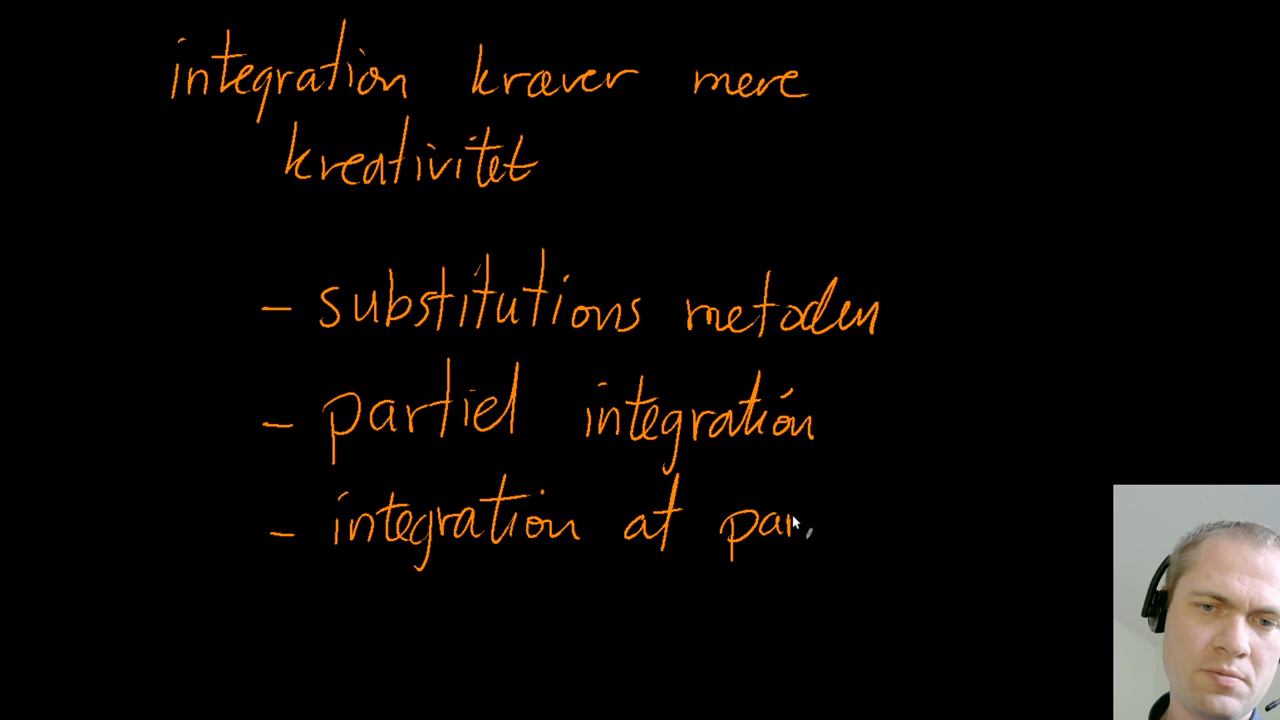 integration kræver mere
kreativitet
- substitutions metoden
- partiel integration
- integration af par